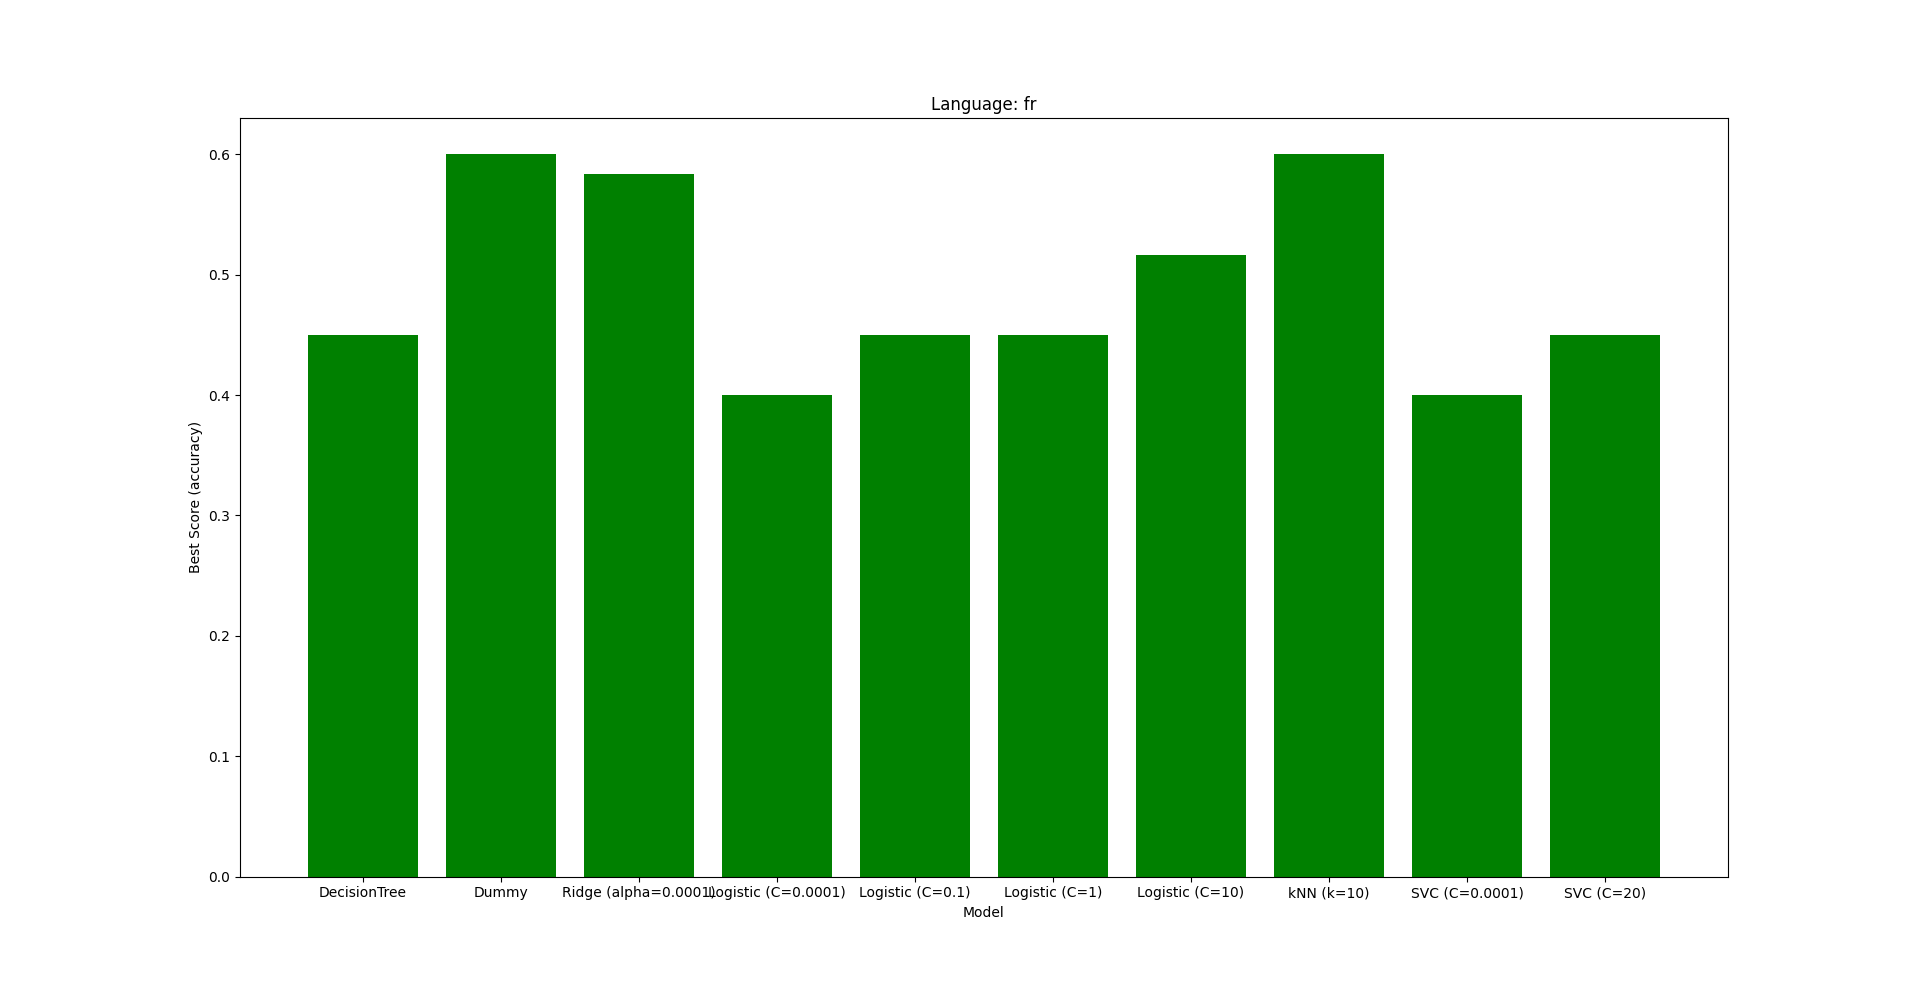 Language: fr
0.6
0.5
0.4
0.3
0.2
0.1
0.0
Best Score (accuracy)
DecisionTree
Dummy
Ridge (alpha=0.0001)
Logistic (C=0.0001)
Logistic (C=0.1)
Logistic (C=1)
Logistic (C=10)
kNN (k=10)
SVC (C=0.0001)
SVC (C=20)
Model